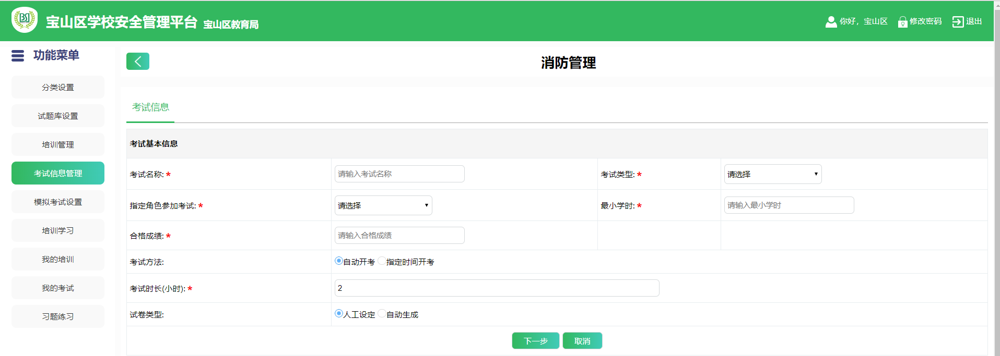 宝山区学校安全管理平台 宝山区教育局
你好，宝山区 修改密码 退出
功能菜单
分类设置
试题库设置
培训管理
考试信息管理
模拟考试设置
培训学习
我的培训
我的考试
习题练习
消防管理
考试信息
考试基本信息
考试名称: * 请输入考试名称 考试类型: * 请选择
指定角色参加考试: * 请选择 最小学时: * 请输入最小学时
合格成绩: * 请输入合格成绩
考试方法: 自动开考 指定时间开考
考试时长(小时): * 2
试卷类型: 人工设定 自动生成
下一步 取消